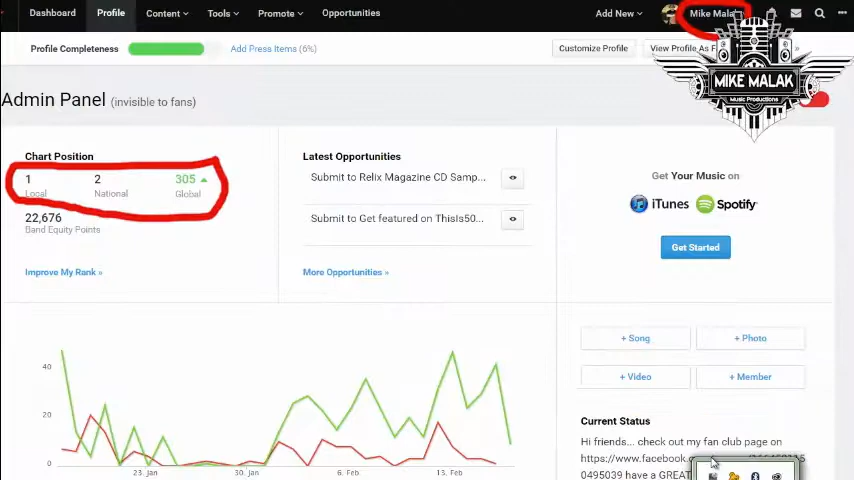 Dashboard Profile Content Tools Promote Opportunities Add New Mike Malak
Profile Completeness Add Press Items (6%) Customize Profile View Profile As F
MIKE MALAK
Music Productions
Admin Panel (invisible to fans)
Chart Position
1 2 305
Local National Global
22,676
Band Equity Points
Improve My Rank »
Latest Opportunities
Submit to Relix Magazine CD Samp...
Submit to Get featured on ThisIs50...
More Opportunities »
Get Your Music on
iTunes Spotify
Get Started
40
20
0
23. Jan 30. Jan 6. Feb 13. Feb
+ Song + Photo
+ Video + Member
Current Status
Hi friends... check out my fan club page on
https://www.facebook.
0495039 have a GREAT